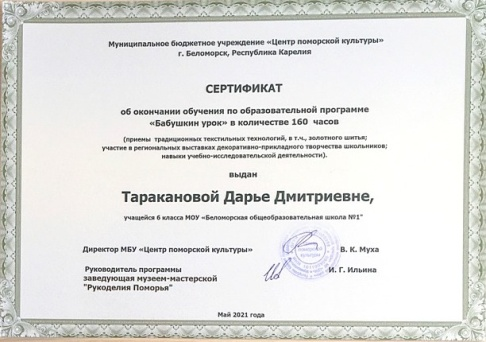 Муниципальное бюджетное учреждение «Центр поморской культуры»
г. Беломорск, Республика Карелия
СЕРТИФИКАТ
об окончании обучения по образовательной программе
«Бабушкин урок» в количестве 160 часов
(приемы традиционных текстильных технологий, в т.ч., золотного шитья;
участие в региональных выставках декоративно-прикладного творчества школьников;
навыки учебно-исследовательской деятельности).
выдан
Таракановой Дарье Дмитриевне,
учащейся 6 класса МОУ «Беломорская общеобразовательная школа №1"
Директор МБУ «Центр поморской культуры» В. К. Муха
Руководитель программы И. Г. Ильина
заведующая музеем-мастерской
"Рукоделия Поморья"
Май 2021 года